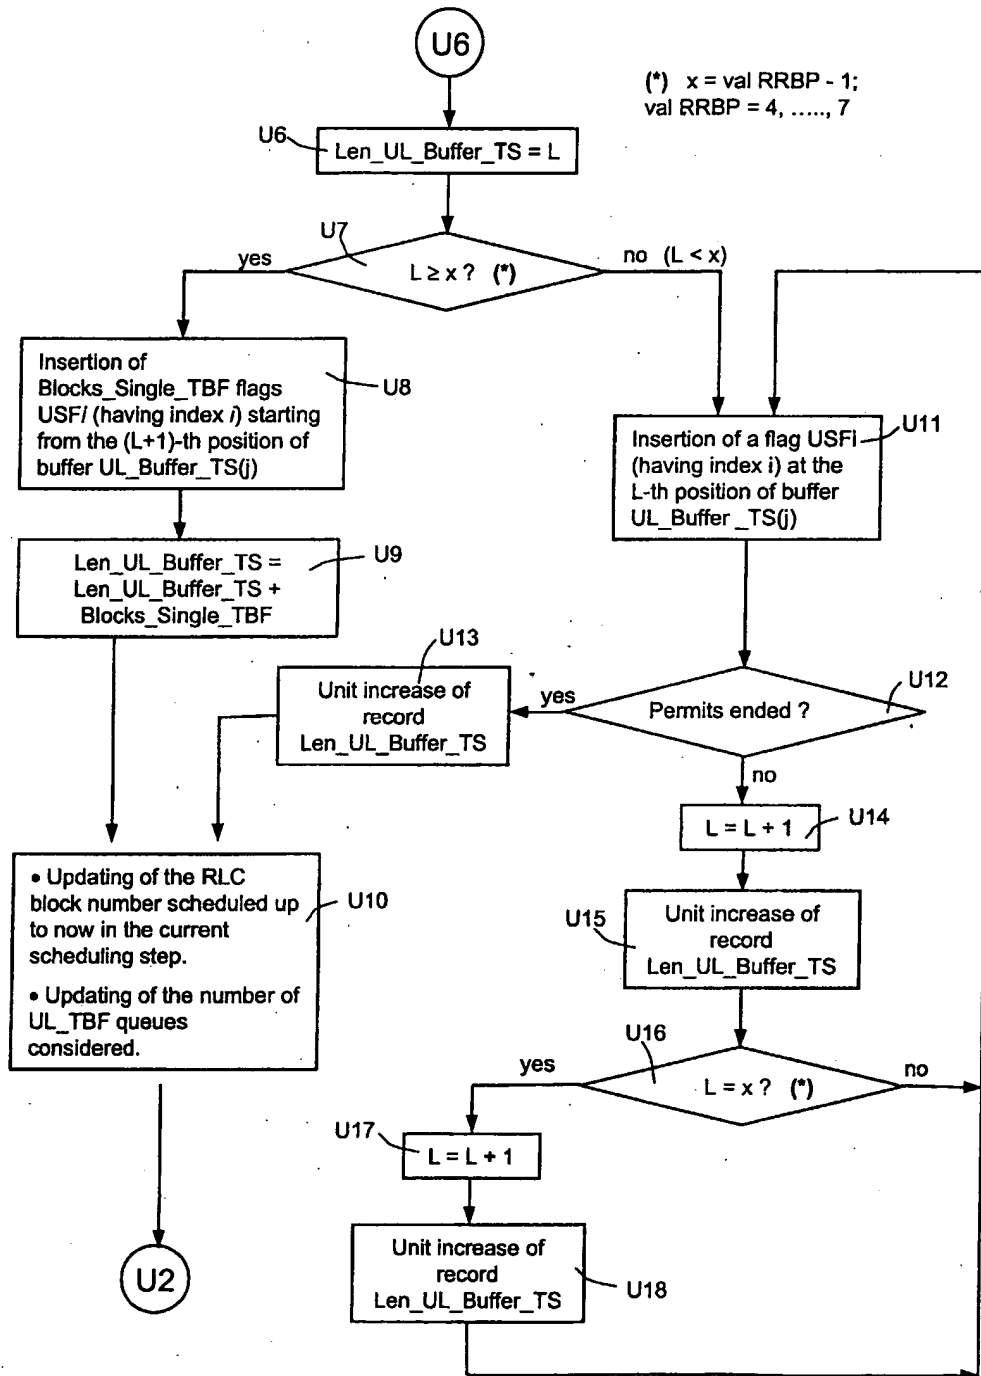 U6
(*) x = val RRBP - 1;
val RRBP = 4, ....., 7
U6
Len_UL_Buffer_TS = L
U7
yes
L ≥ x ? (*)
no (L < x)
Insertion of
Blocks_Single_TBF flags
USFi (having index i) starting
from the (L+1)-th position of
buffer UL_Buffer_TS(j)
U8
U11
Insertion of a flag USFi
(having index i) at the
L-th position of buffer
UL_Buffer _TS(j)
Len_UL_Buffer_TS =
Len_UL_Buffer_TS +
Blocks_Single_TBF
U9
U13
Unit increase of
record
Len_UL_Buffer_TS
yes
Permits ended ?
U12
no
L = L + 1
U14
• Updating of the RLC
block number scheduled up
to now in the current
scheduling step.
• Updating of the number of
UL_TBF queues
considered.
U10
U15
Unit increase of
record
Len_UL_Buffer_TS
U16
yes
L = x ? (*)
no
U17
L = L + 1
Unit increase of
record
Len_UL_Buffer_TS
U18
U2